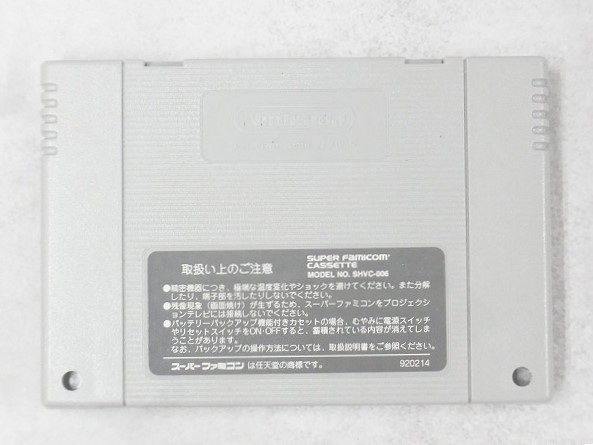 Nintendo
取扱い上のご注意
SUPER FAMICOM
CASSETTE
MODEL NO. SHVC-006
●精密機器につき、極端な温度変化やショックを避けてください。また分解
したり、端子部を汚したりしないでください。
●残像現象（画面焼け）が生ずるため、スーパーファミコンをプロジェクシ
ョンテレビには接続しないでください。
●バッテリーバックアップ機能付きカセットの場合、むやみに電源スイッチ
やリセットスイッチをON・OFFすると、蓄積されている内容が消えてしま
うことがあります。
なお、バックアップの操作方法については、取扱説明書をご参照ください。
スーパーファミコンは任天堂の商標です。
920214